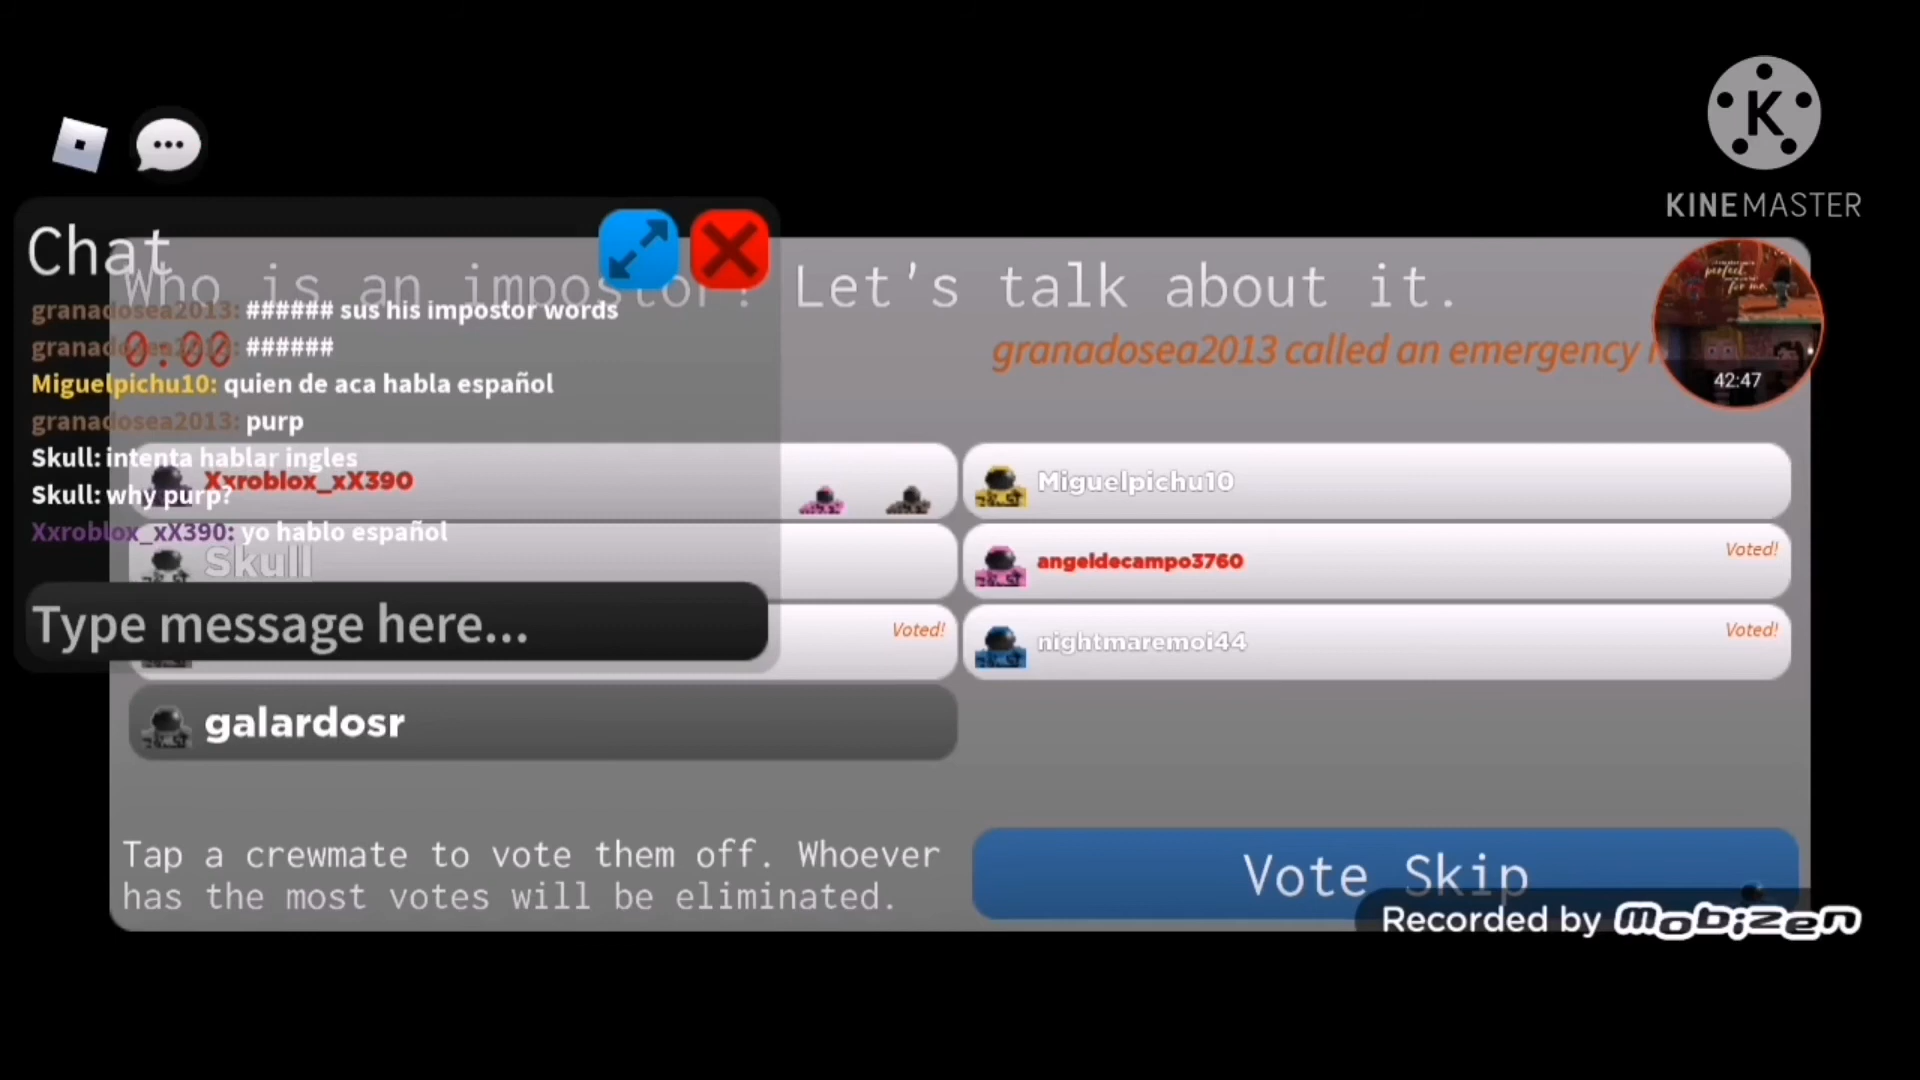 K
KINEMASTER
Chat
Who is an impostor? Let's talk about it.
granadosea2013: ###### sus his impostor words
granadosea2013: ######
0:00
granadosea2013 called an emergency
42:47
Miguelpichu10: quien de aca habla español
granadosea2013: purp
Skull: intenta hablar ingles
Skull: why purp?
Xxroblox_xX390: yo hablo español
Xxroblox_xX390
Miguelpichu10
Skull
angeldecampo3760
Voted!
Type message here...
Voted!
nightmaremoi44
Voted!
galardosr
Tap a crewmate to vote them off. Whoever
has the most votes will be eliminated.
Vote Skip
Recorded by mobizen